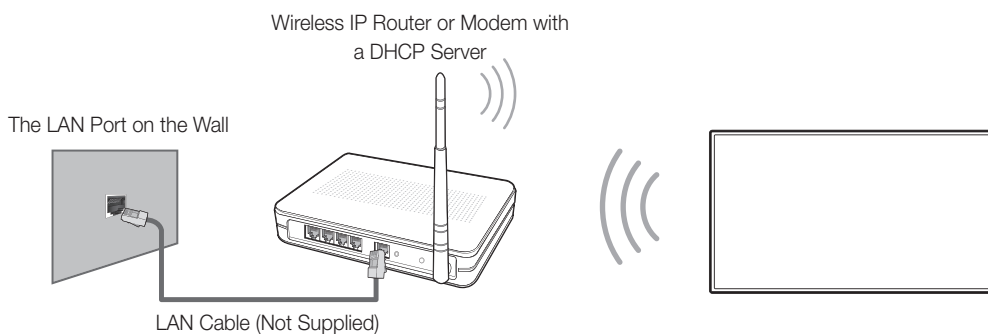 Wireless IP Router or Modem with
a DHCP Server
The LAN Port on the Wall
LAN Cable (Not Supplied)